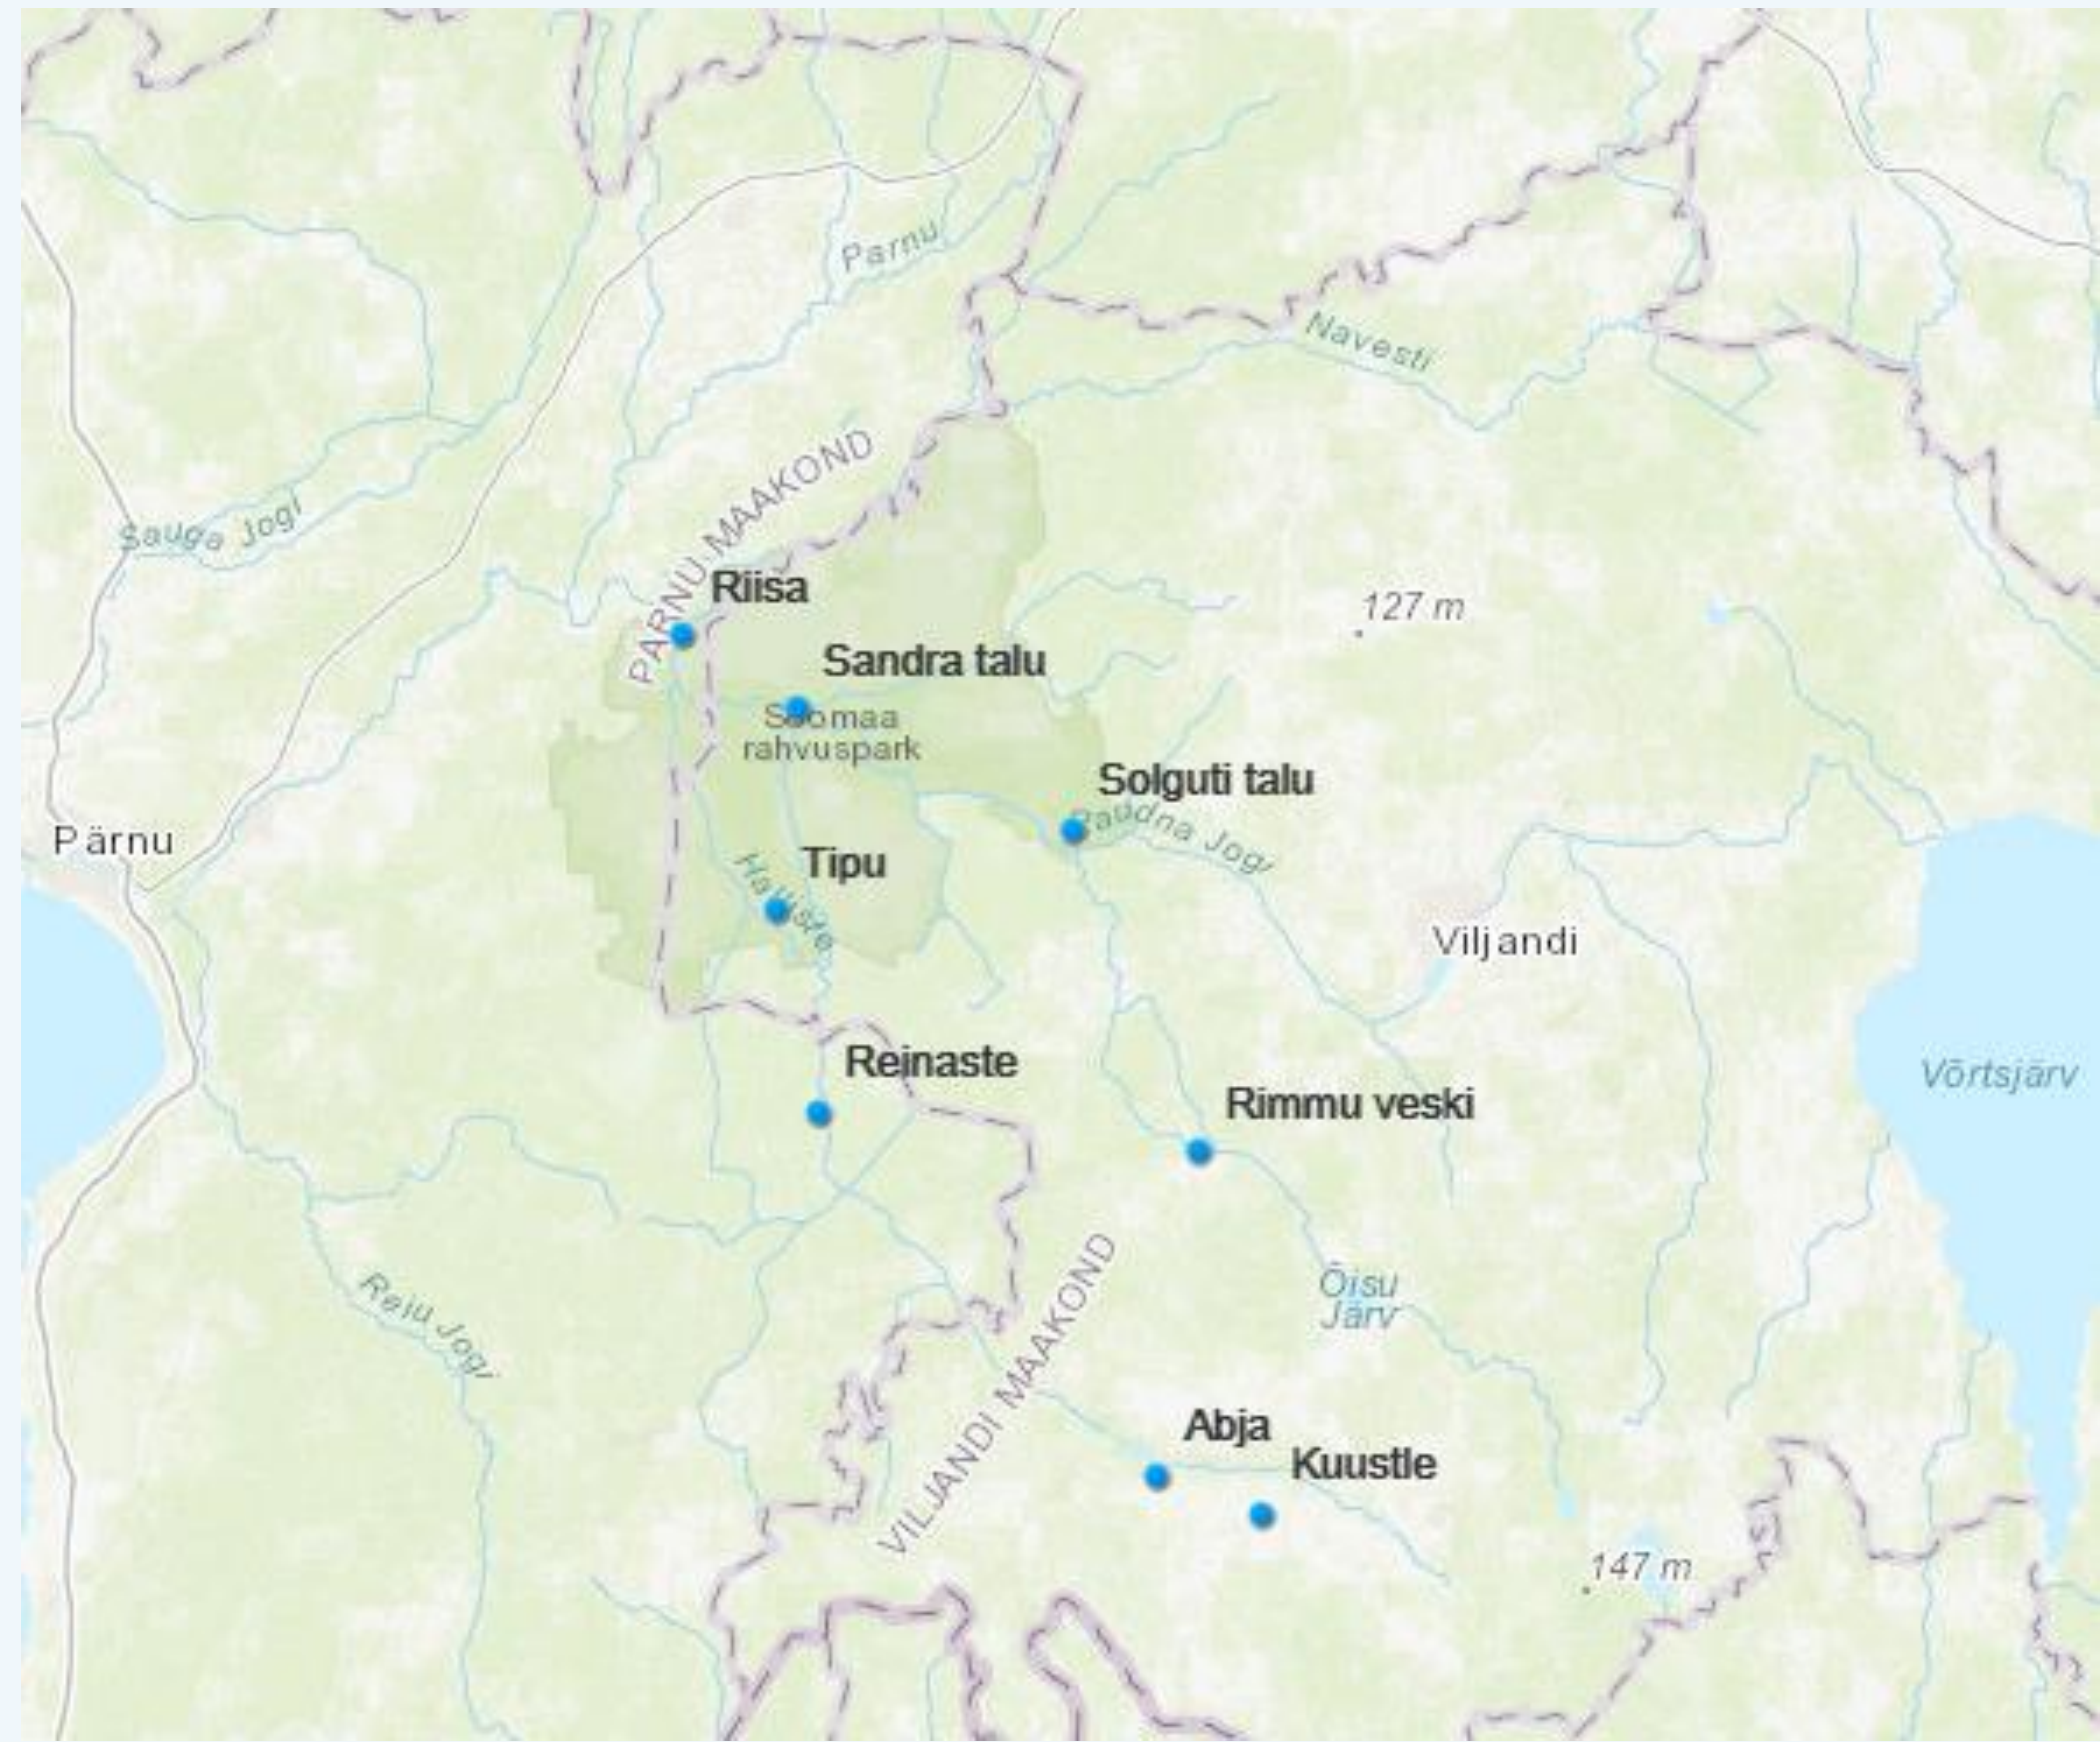 Parnu
Navesti
PÄRNU MAAKOND
Sauga Jogi
Riisa
127 m
Sandra talu
Soomaa
rahvuspark
Solguti talu
Raudna Jogi
Pärnu
Tipu
Halliste
Viljandi
Reinaste
Võrtsjärv
Rimmu veski
Õisu
Järv
Reiu Jogi
VILJANDI MAAKOND
Abja
Kuustle
147 m